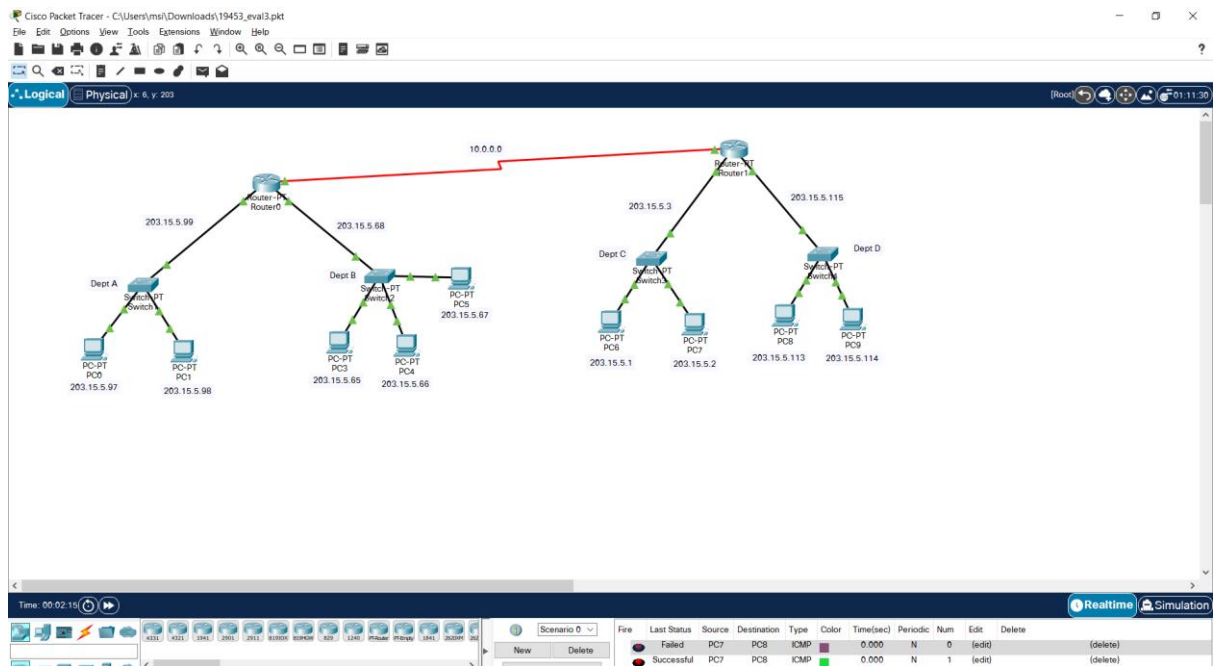 Cisco Packet Tracer - C:\Users\msi\Downloads\19453_eval3.pkt
File Edit Options View Tools Extensions Window Help
?
Logical Physical x: 6, y: 203 [Root] 01:11:30
10.0.0.0
Router-PT
Router1
Router-PT
Router0
203.15.5.99
203.15.5.68
203.15.5.3
203.15.5.115
Dept A
Switch-PT
Dept B
Switch-PT
Switch2
PC-PT
PC5
203.15.5.67
Dept C
Switch-PT
Switch3
Dept D
Switch-PT
Switch4
PC-PT
PC0
203.15.5.97
PC-PT
PC1
203.15.5.98
PC-PT
PC3
203.15.5.65
PC-PT
PC4
203.15.5.66
PC-PT
PC6
203.15.5.1
PC-PT
PC7
203.15.5.2
PC-PT
PC8
203.15.5.113
PC-PT
PC9
203.15.5.114
Time: 00:02:15 Realtime Simulation
4331 4321 1941 2901 2911 819IOX 819HGW 829 1240 PT-Router PT-Empty 1841 2620XM
Scenario 0
New Delete
Fire Last Status Source Destination Type Color Time(sec) Periodic Num Edit Delete
Failed PC7 PC8 ICMP 0.000 N 0 (edit) (delete)
Successful PC7 PC8 ICMP 0.000 N 1 (edit) (delete)